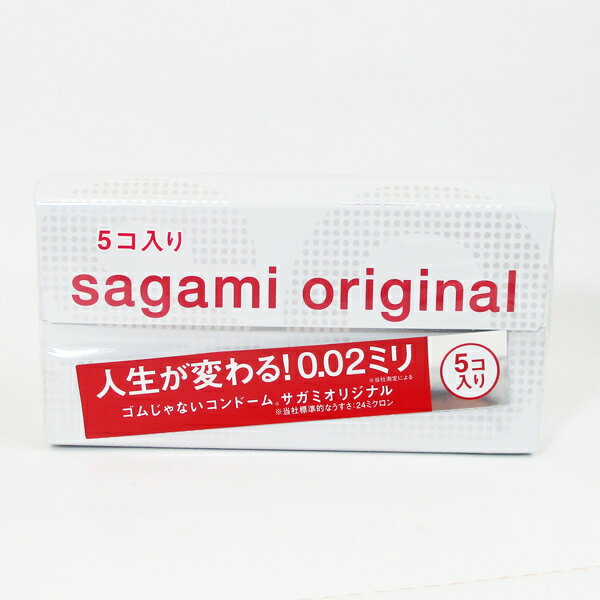 5コ入り
sagami original
人生が変わる!0.02ミリ
※当社測定による
ゴムじゃないコンドーム。サガミオリジナル
※当社標準的なうすさ:24ミクロン
5コ
入り